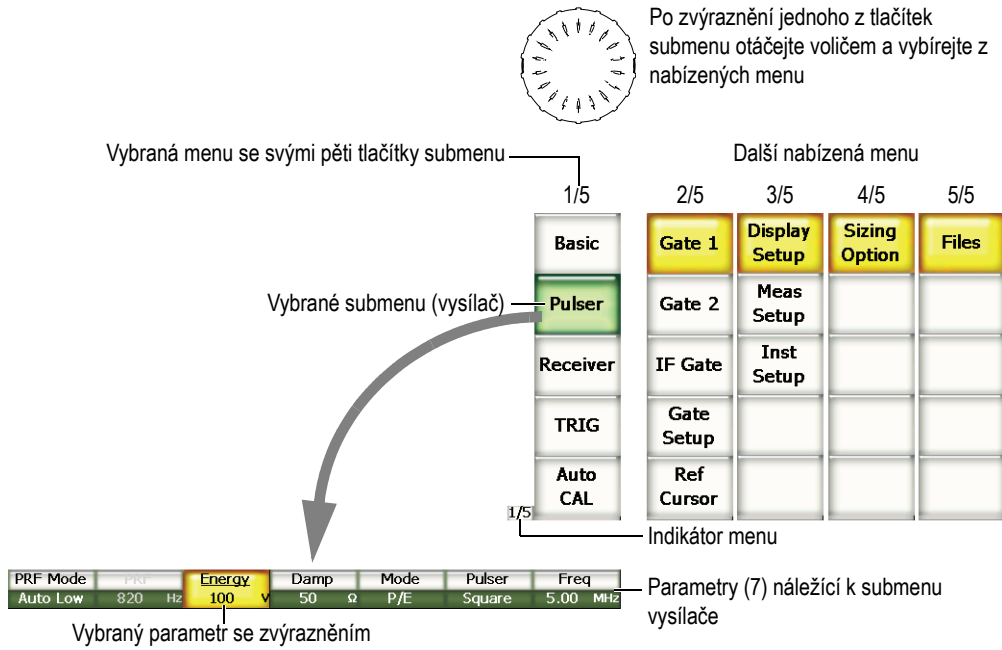 Po zvýraznění jednoho z tlačítek
submenu otáčejte voličem a vybírejte z
nabízených menu
Vybraná menu se svými pěti tlačítky submenu
Další nabízená menu
1/5
2/5
3/5
4/5
5/5
Basic
Gate 1
Display
Setup
Sizing
Option
Files
Vybrané submenu (vysílač)
Pulser
Gate 2
Meas
Setup
Receiver
IF Gate
Inst
Setup
TRIG
Gate
Setup
Auto
CAL
Ref
Cursor
1/5
Indikátor menu
PRF Mode
PRF
Energy
Damp
Mode
Pulser
Freq
Auto Low
820 Hz
100 V
50 Ω
P/E
Square
5.00 MHz
Parametry (7) náležící k submenu
vysílače
Vybraný parametr se zvýrazněním